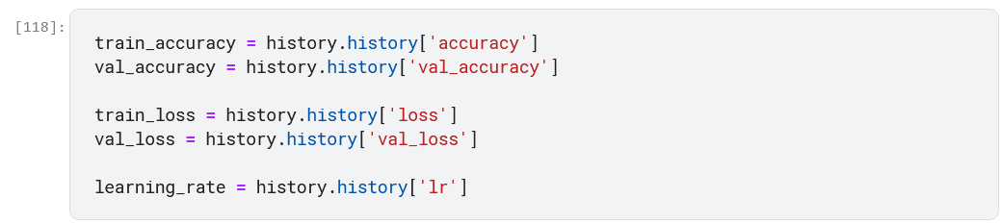 [118]:
train_accuracy = history.history['accuracy']
val_accuracy = history.history['val_accuracy']
train_loss = history.history['loss']
val_loss = history.history['val_loss']
learning_rate = history.history['lr']